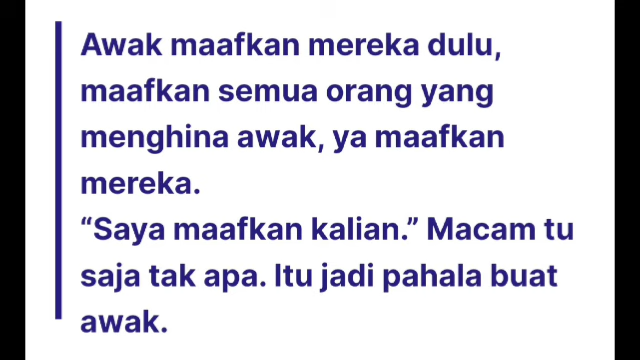 Awak maafkan mereka dulu,
maafkan semua orang yang
menghina awak, ya maafkan
mereka.
“Saya maafkan kalian.” Macam tu
saja tak apa. Itu jadi pahala buat
awak.